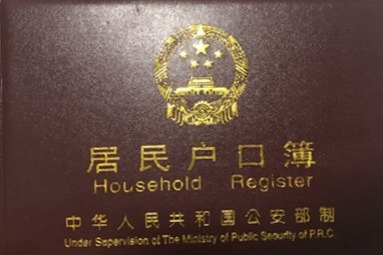 居民户口簿
Household Register
中华人民共和国公安部制
Under Supervision of The Ministry of Public Security of P.R.C.